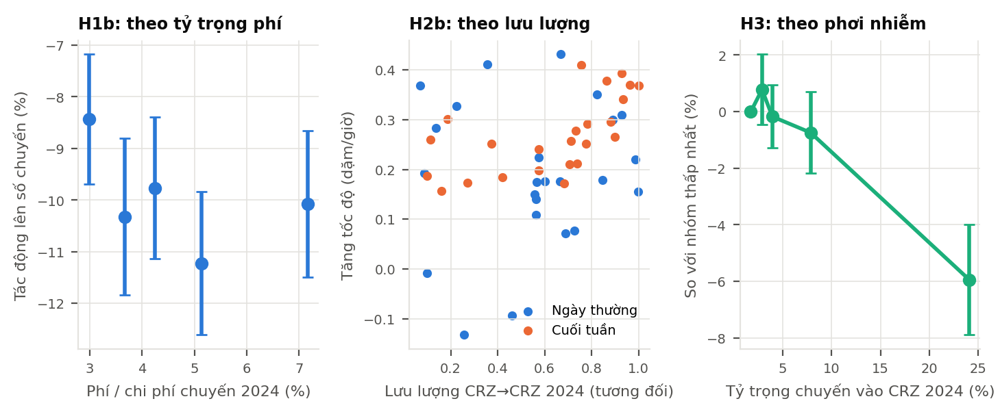 H1b: theo tỷ trọng phí
−7
−8
−9
−10
−11
−12
Tác động lên số chuyến (%)
3 4 5 6 7
Phí / chi phí chuyến 2024 (%)
H2b: theo lưu lượng
0.4
0.3
0.2
0.1
0.0
−0.1
Tăng tốc độ (dặm/giờ)
Ngày thường
Cuối tuần
0.2 0.4 0.6 0.8 1.0
Lưu lượng CRZ→CRZ 2024 (tương đối)
H3: theo phơi nhiễm
2
0
−2
−4
−6
−8
So với nhóm thấp nhất (%)
5 10 15 20 25
Tỷ trọng chuyến vào CRZ 2024 (%)